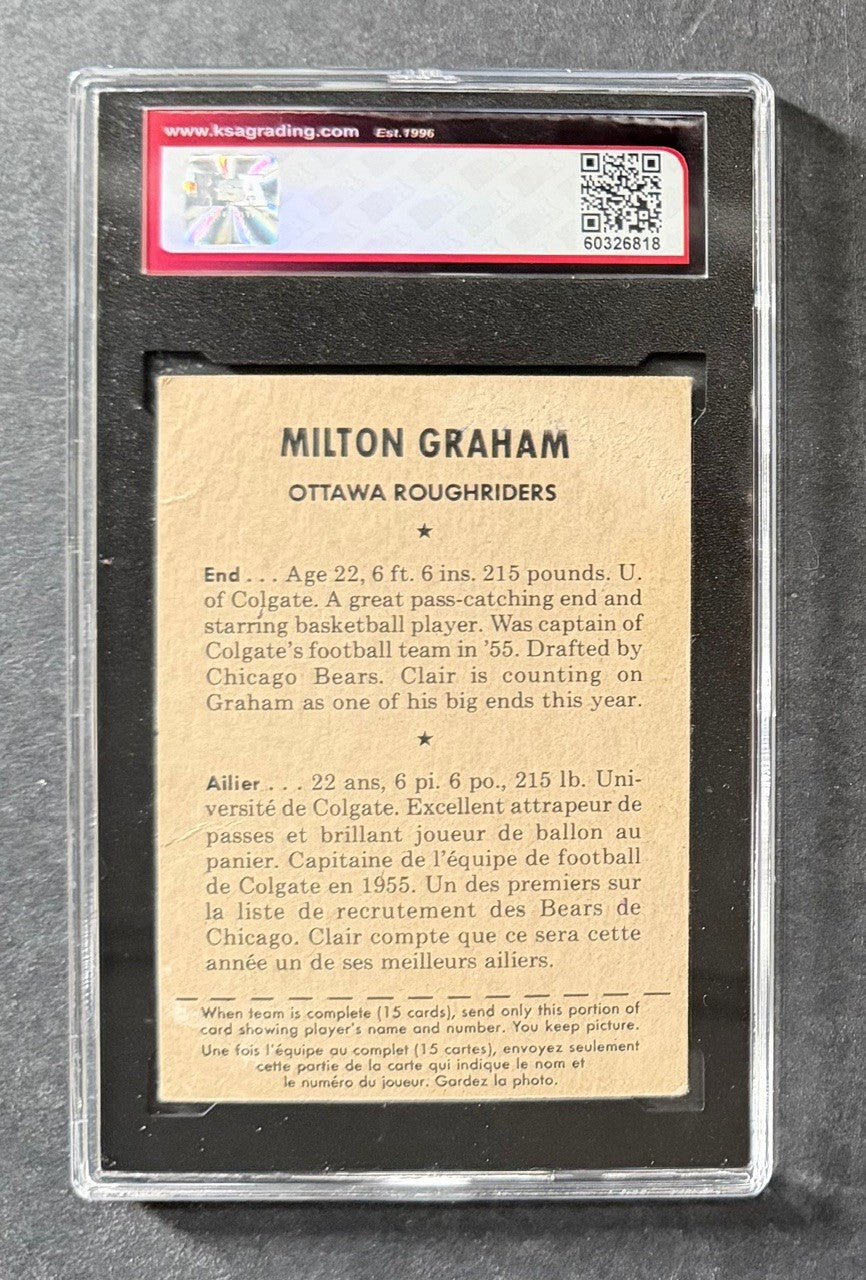 www.ksagrading.com Est.1996
KSA
60326818
MILTON GRAHAM
OTTAWA ROUGHRIDERS
★
End . . . Age 22, 6 ft. 6 ins. 215 pounds. U.
of Colgate. A great pass-catching end and
starring basketball player. Was captain of
Colgate's football team in '55. Drafted by
Chicago Bears. Clair is counting on
Graham as one of his big ends this year.
★
Ailier . . . 22 ans, 6 pi. 6 po., 215 lb. Uni-
versité de Colgate. Excellent attrapeur de
passes et brillant joueur de ballon au
panier. Capitaine de l'équipe de football
de Colgate en 1955. Un des premiers sur
la liste de recrutement des Bears de
Chicago. Clair compte que ce sera cette
année un de ses meilleurs ailiers.
When team is complete (15 cards), send only this portion of
card showing player's name and number. You keep picture.
Une fois l'équipe au complet (15 cartes), envoyez seulement
cette partie de la carte qui indique le nom et
le numéro du joueur. Gardez la photo.